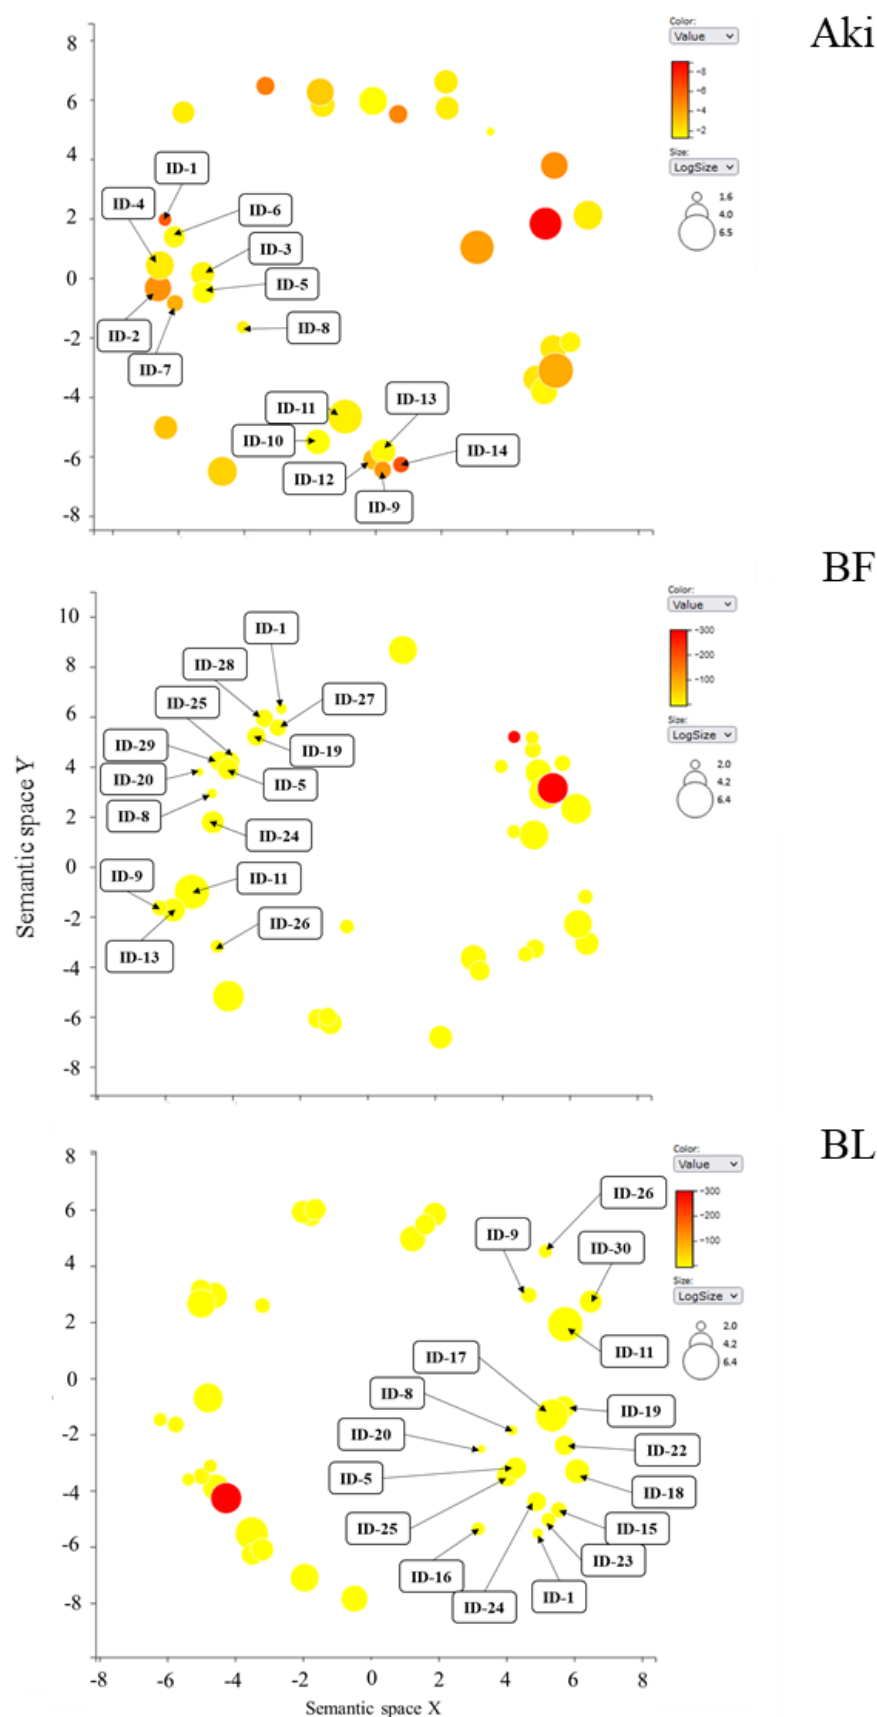 Aki
Color:
Value
-8
-6
-4
-2
Size:
LogSize
1.6
4.0
6.5
8
6
4
2
0
-2
-4
-6
-8
ID-1
ID-4
ID-6
ID-3
ID-5
ID-2
ID-8
ID-7
ID-11
ID-13
ID-10
ID-14
ID-12
ID-9
BF
Color:
Value
-300
-200
-100
Size:
LogSize
2.0
4.2
6.4
Semantic space Y
10
8
6
4
2
0
-2
-4
-6
-8
ID-1
ID-28
ID-27
ID-25
ID-29
ID-19
ID-20
ID-5
ID-8
ID-24
ID-9
ID-11
ID-26
ID-13
BL
Color:
Value
-300
-200
-100
Size:
LogSize
2.0
4.2
6.4
8
6
4
2
0
-2
-4
-6
-8
ID-26
ID-9
ID-30
ID-11
ID-17
ID-8
ID-19
ID-20
ID-22
ID-5
ID-18
ID-25
ID-15
ID-23
ID-16
ID-1
ID-24
-8 -6 -4 -2 0 2 4 6 8
Semantic space X